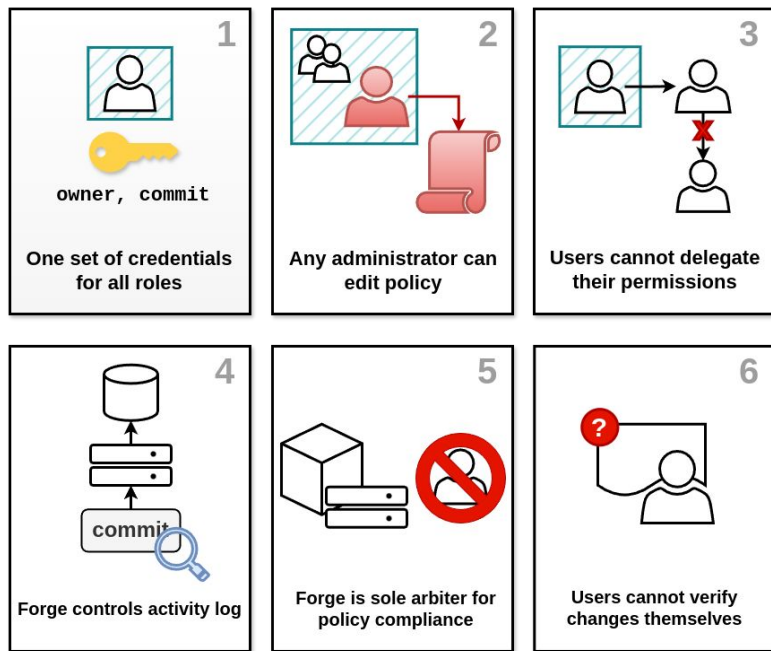 1
owner, commit
One set of credentials
for all roles
2
Any administrator can
edit policy
3
Users cannot delegate
their permissions
4
commit
Forge controls activity log
5
Forge is sole arbiter for
policy compliance
6
?
Users cannot verify
changes themselves